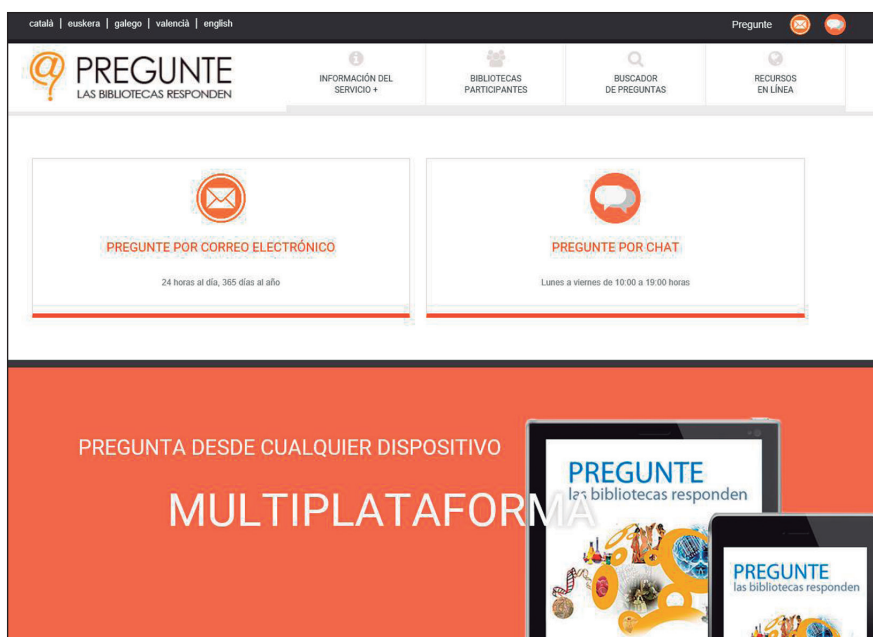 català | euskera | galego | valencià | english
Pregunte
PREGUNTE
LAS BIBLIOTECAS RESPONDEN
INFORMACIÓN DEL
SERVICIO +
BIBLIOTECAS
PARTICIPANTES
BUSCADOR
DE PREGUNTAS
RECURSOS
EN LÍNEA
PREGUNTE POR CORREO ELECTRÓNICO
24 horas al día, 365 días al año
PREGUNTE POR CHAT
Lunes a viernes de 10:00 a 19:00 horas
PREGUNTA DESDE CUALQUIER DISPOSITIVO
MULTIPLATAFORMA
PREGUNTE
las bibliotecas responden
PREGUNTE
las bibliotecas responden